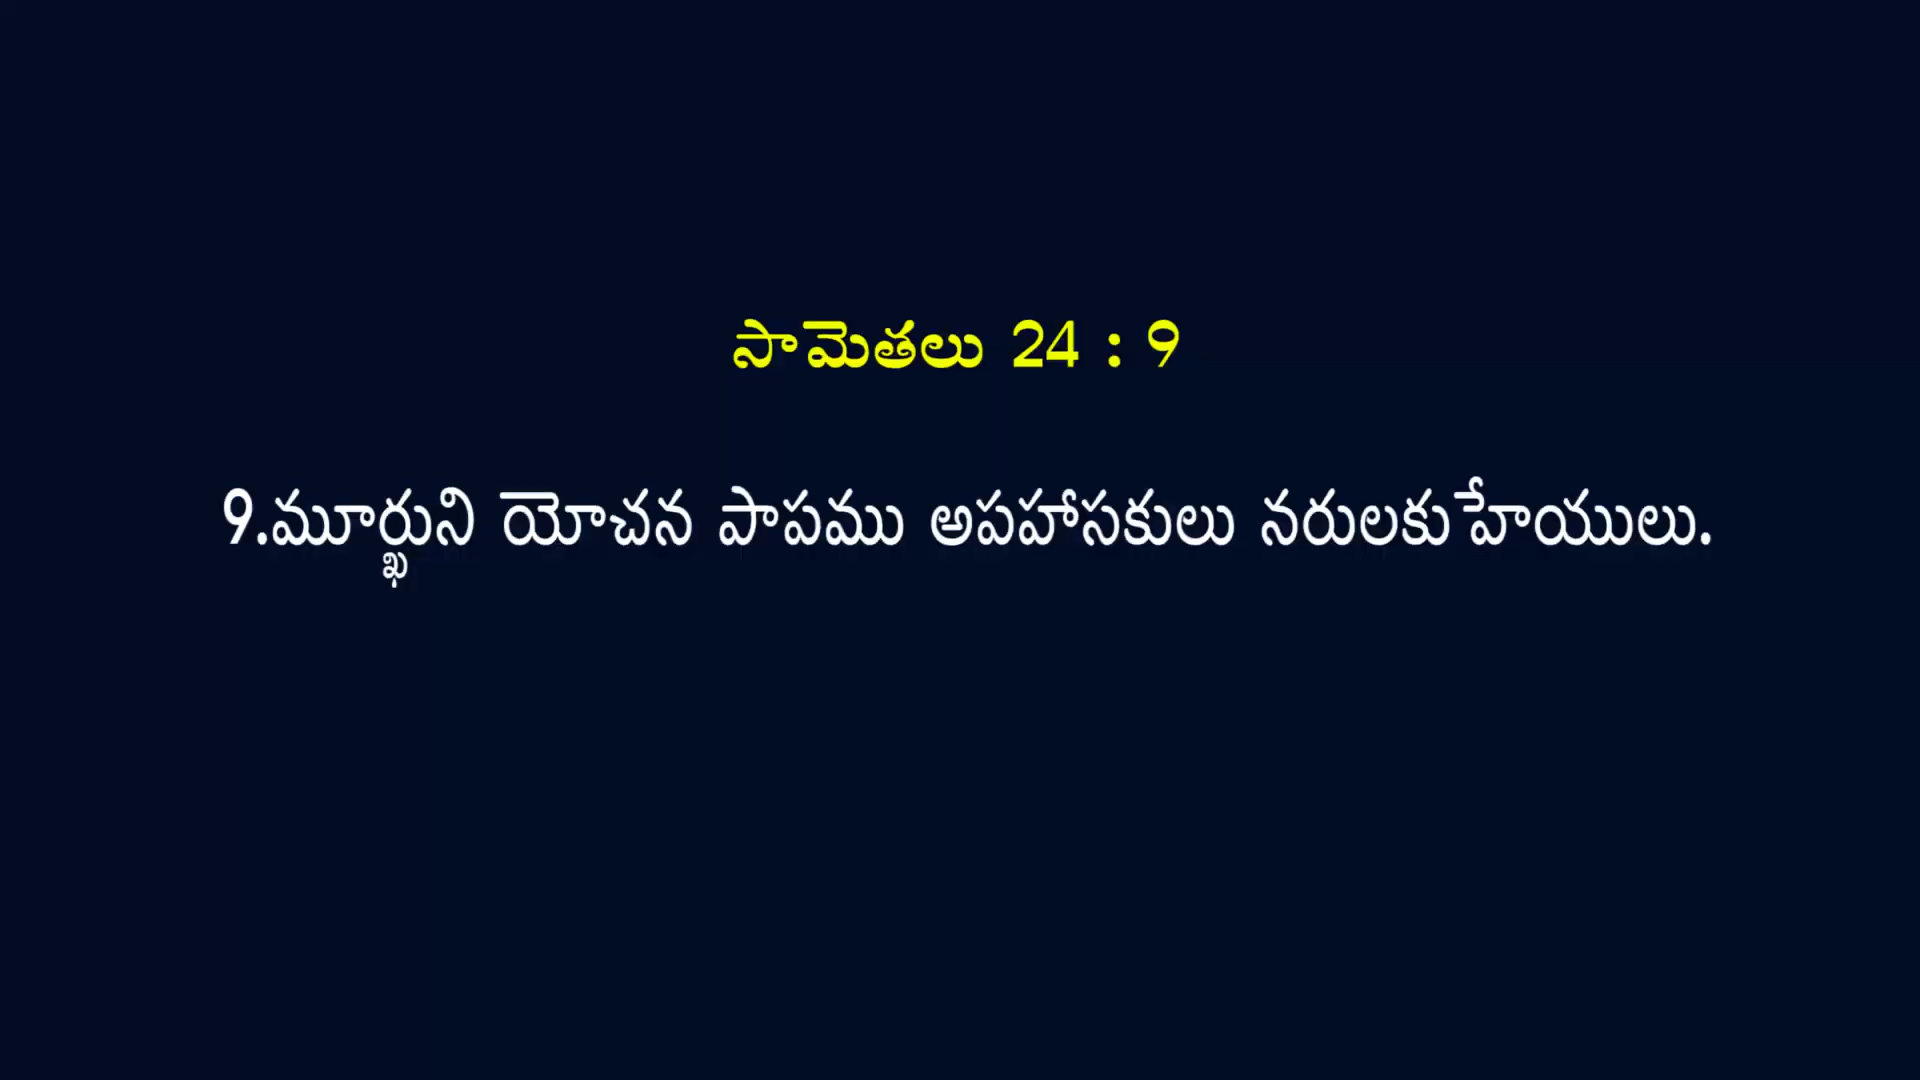 సామెతలు 24 : 9
9.మూర్ఖుని యోచన పాపము అపహాసకులు నరులకుహేయులు.